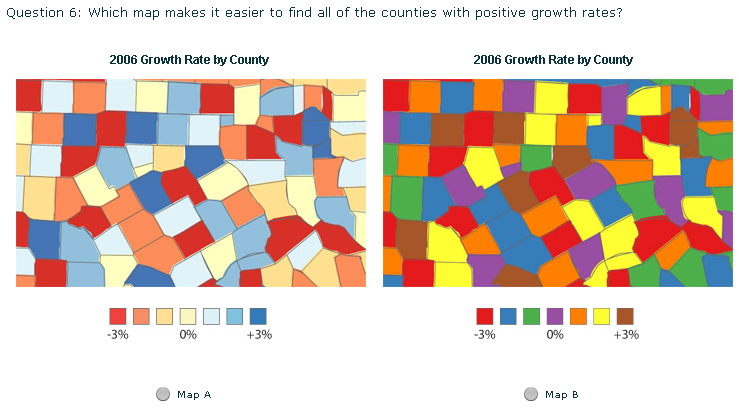 Question 6: Which map makes it easier to find all of the counties with positive growth rates?
2006 Growth Rate by County
2006 Growth Rate by County
-3% 0% +3%
-3% 0% +3%
Map A
Map B